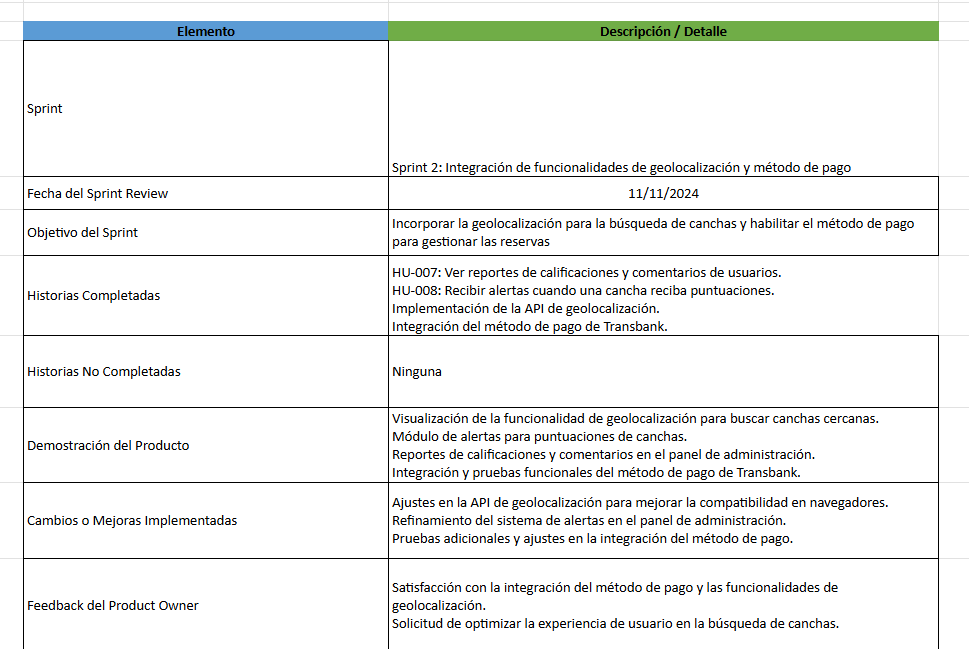 Elemento
Descripción / Detalle
Sprint
Sprint 2: Integración de funcionalidades de geolocalización y método de pago
Fecha del Sprint Review
11/11/2024
Objetivo del Sprint
Incorporar la geolocalización para la búsqueda de canchas y habilitar el método de pago
para gestionar las reservas
Historias Completadas
HU-007: Ver reportes de calificaciones y comentarios de usuarios.
HU-008: Recibir alertas cuando una cancha reciba puntuaciones.
Implementación de la API de geolocalización.
Integración del método de pago de Transbank.
Historias No Completadas
Ninguna
Demostración del Producto
Visualización de la funcionalidad de geolocalización para buscar canchas cercanas.
Módulo de alertas para puntuaciones de canchas.
Reportes de calificaciones y comentarios en el panel de administración.
Integración y pruebas funcionales del método de pago de Transbank.
Cambios o Mejoras Implementadas
Ajustes en la API de geolocalización para mejorar la compatibilidad en navegadores.
Refinamiento del sistema de alertas en el panel de administración.
Pruebas adicionales y ajustes en la integración del método de pago.
Feedback del Product Owner
Satisfacción con la integración del método de pago y las funcionalidades de
geolocalización.
Solicitud de optimizar la experiencia de usuario en la búsqueda de canchas.